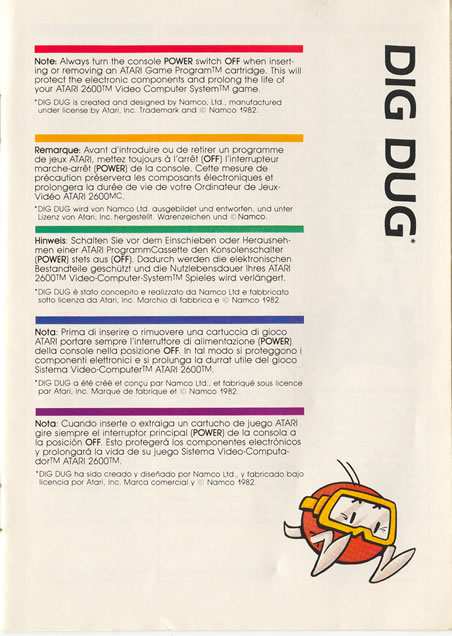 DIG DUG*
Note: Always turn the console POWER switch OFF when insert-
ing or removing an ATARI Game Program™ cartridge. This will
protect the electronic components and prolong the life of
your ATARI 2600™ Video Computer System™ game.
*DIG DUG is created and designed by Namco, Ltd., manufactured
under license by Atari, Inc. Trademark and © Namco 1982.
Remarque: Avant d'introduire ou de retirer un programme
de jeux ATARI, mettez toujours à l'arrêt (OFF) l'interrupteur
marche-arrêt (POWER) de la console. Cette mesure de
précaution préservera les composants électroniques et
prolongera la durée de vie de votre Ordinateur de Jeux-
Vidéo ATARI 2600MC.
*DIG DUG wird von Namco Ltd. ausgebildet und entworfen, und unter
Lizenz von Atari, Inc. hergestellt. Warenzeichen und © Namco.
Hinweis: Schalten Sie vor dem Einschieben oder Herausneh-
men einer ATARI ProgrammCassette den Konsolenschalter
(POWER) stets aus (OFF). Dadurch werden die elektronischen
Bestandteile geschützt und die Nutzlebensdauer Ihres ATARI
2600™ Video-Computer-System™ Spieles wird verlängert.
*DIG DUG é stato concepito e realizzato da Namco Ltd e fabbricato
sotto licenza da Atari, Inc. Marchio di fabbrica e © Namco 1982.
Nota: Prima di inserire o rimuovere una cartuccia di gioco
ATARI portare sempre l'interruttore di alimentazione (POWER)
della console nella posizione OFF. In tal modo si proteggono i
componenti elettronici e si prolunga la durrat utile del gioco
Sistema Video-Computer™ ATARI 2600™.
*DIG DUG a été créé et conçu par Namco Ltd., et fabriqué sous licence
par Atari, Inc. Marque de fabrique et © Namco 1982.
Nota: Cuando inserte o extraiga un cartucho de juego ATARI
gire siempre el interruptor principal (POWER) de la consola a
la posición OFF. Esto protegerá los componentes electrónicos
y prolongará la vida de su juego Sistema Video-Computa-
dor™ ATARI 2600™.
*DIG DUG ha sido creado y diseñado por Namco Ltd., y fabricado bajo
licencia por Atari, Inc. Marca comercial y © Namco 1982.